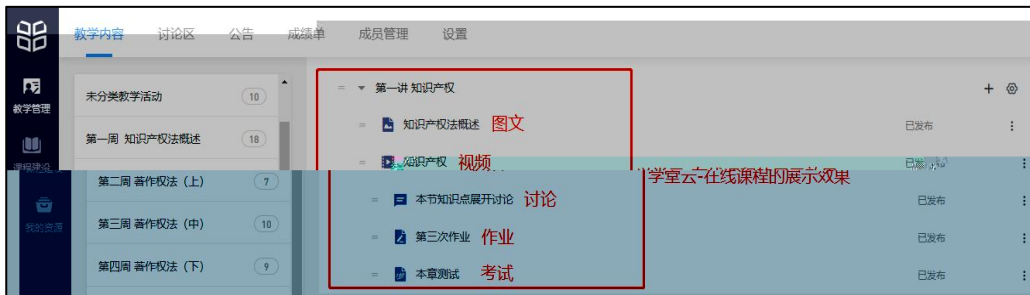 教学内容 讨论区 公告 成绩单 成员管理 设置
教学管理
课程建设
我的资源
未分类教学活动 10
第一周 知识产权法概述 18
第二周 著作权法（上） 7
第三周 著作权法（中） 10
第四周 著作权法（下） 9
第一讲 知识产权
知识产权法概述 图文 已发布
知识产权 视频 已发布
学堂云-在线课程的展示效果
本节知识点展开讨论 讨论 已发布
第三次作业 作业 已发布
本章测试 考试 已发布